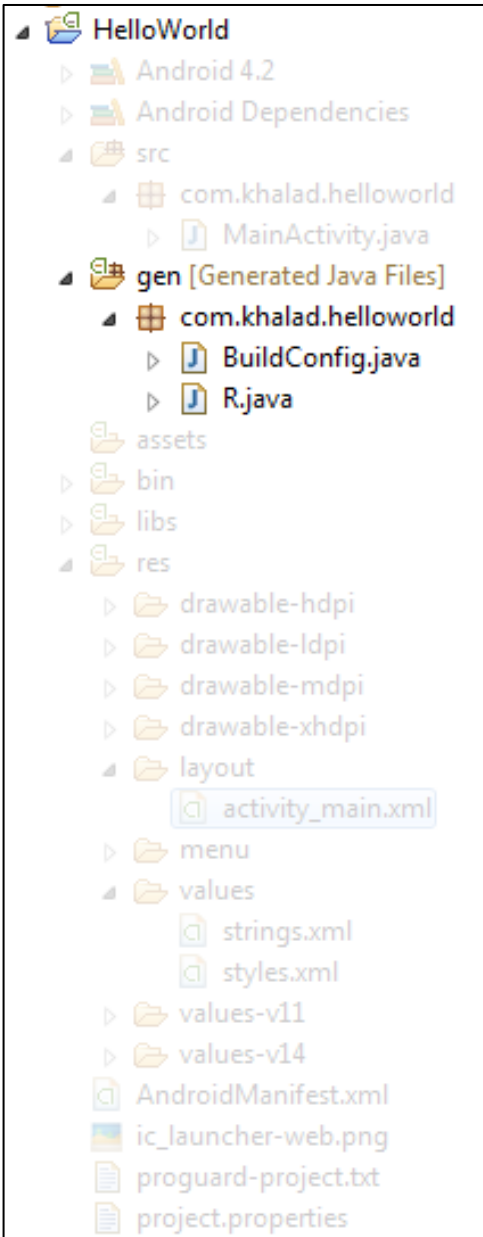 HelloWorld
Android 4.2
Android Dependencies
src
com.khalad.helloworld
MainActivity.java
gen [Generated Java Files]
com.khalad.helloworld
BuildConfig.java
R.java
assets
bin
libs
res
drawable-hdpi
drawable-ldpi
drawable-mdpi
drawable-xhdpi
layout
activity_main.xml
menu
values
strings.xml
styles.xml
values-v11
values-v14
AndroidManifest.xml
ic_launcher-web.png
proguard-project.txt
project.properties